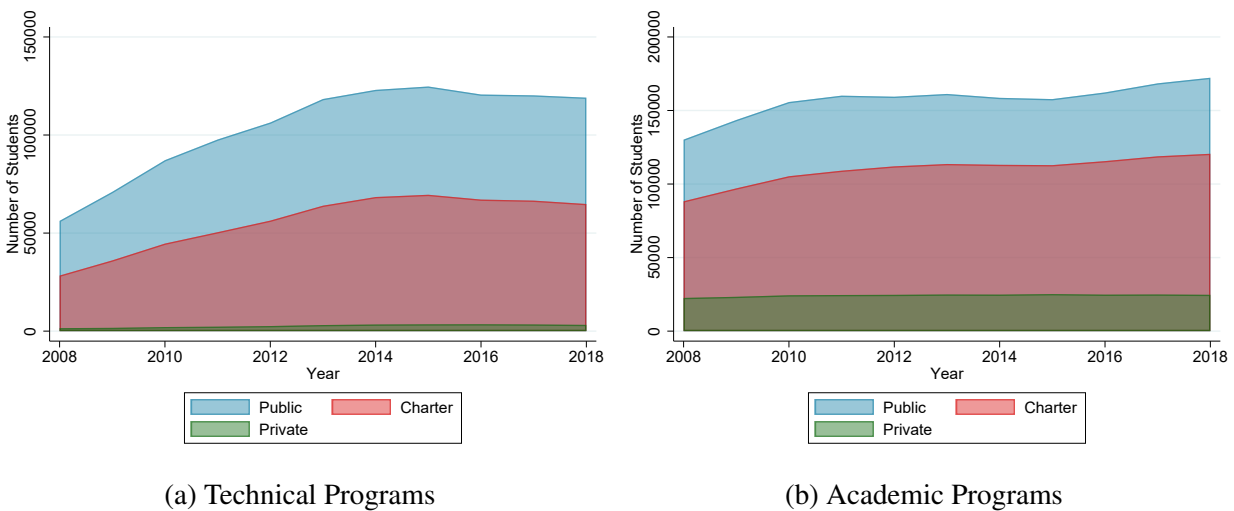 Number of Students
150000
100000
50000
0
2008 2010 2012 2014 2016 2018
Year
Public Charter
Private
(a) Technical Programs
Number of Students
200000
150000
100000
50000
0
2008 2010 2012 2014 2016 2018
Year
Public Charter
Private
(b) Academic Programs